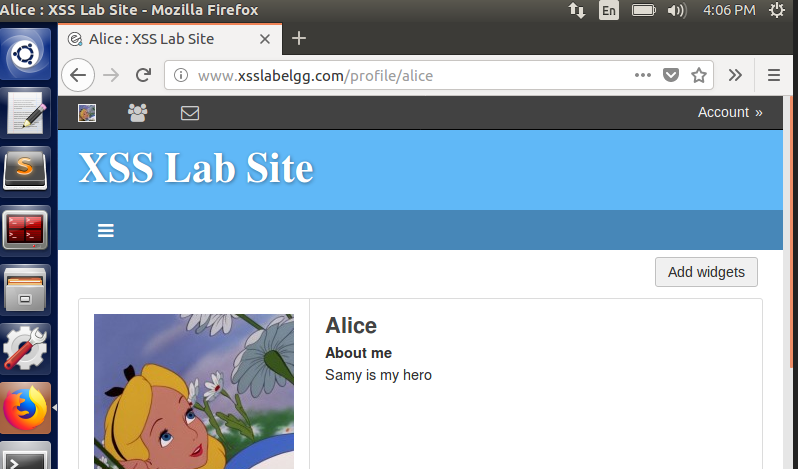 Alice : XSS Lab Site - Mozilla Firefox
En
4:06 PM
Alice : XSS Lab Site
www.xsslabelgg.com/profile/alice
Account »
XSS Lab Site
Add widgets
Alice
About me
Samy is my hero